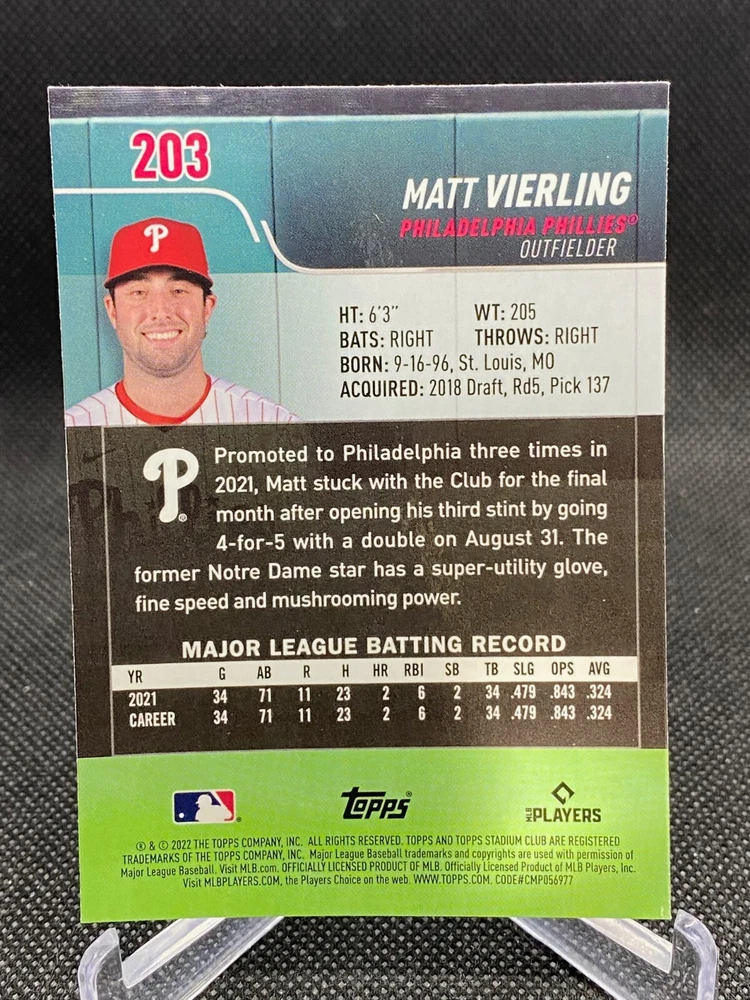 203
MATT VIERLING
PHILADELPHIA PHILLIES®
OUTFIELDER
P
HT: 6'3" WT: 205
BATS: RIGHT THROWS: RIGHT
BORN: 9-16-96, St. Louis, MO
ACQUIRED: 2018 Draft, Rd5, Pick 137
P®
Promoted to Philadelphia three times in
2021, Matt stuck with the Club for the final
month after opening his third stint by going
4-for-5 with a double on August 31. The
former Notre Dame star has a super-utility glove,
fine speed and mushrooming power.
MAJOR LEAGUE BATTING RECORD
YR G AB R H HR RBI SB TB SLG OPS AVG
2021 34 71 11 23 2 6 2 34 .479 .843 .324
CAREER 34 71 11 23 2 6 2 34 .479 .843 .324
Topps® MLB PLAYERS
® & © 2022 THE TOPPS COMPANY, INC. ALL RIGHTS RESERVED. TOPPS AND TOPPS STADIUM CLUB ARE REGISTERED
TRADEMARKS OF THE TOPPS COMPANY, INC. Major League Baseball trademarks and copyrights are used with permission of
Major League Baseball. Visit MLB.com. OFFICIALLY LICENSED PRODUCT OF MLB. Officially Licensed Product of MLB Players, Inc.
Visit MLBPLAYERS.COM, the Players Choice on the web. WWW.TOPPS.COM. CODE#CMP056977